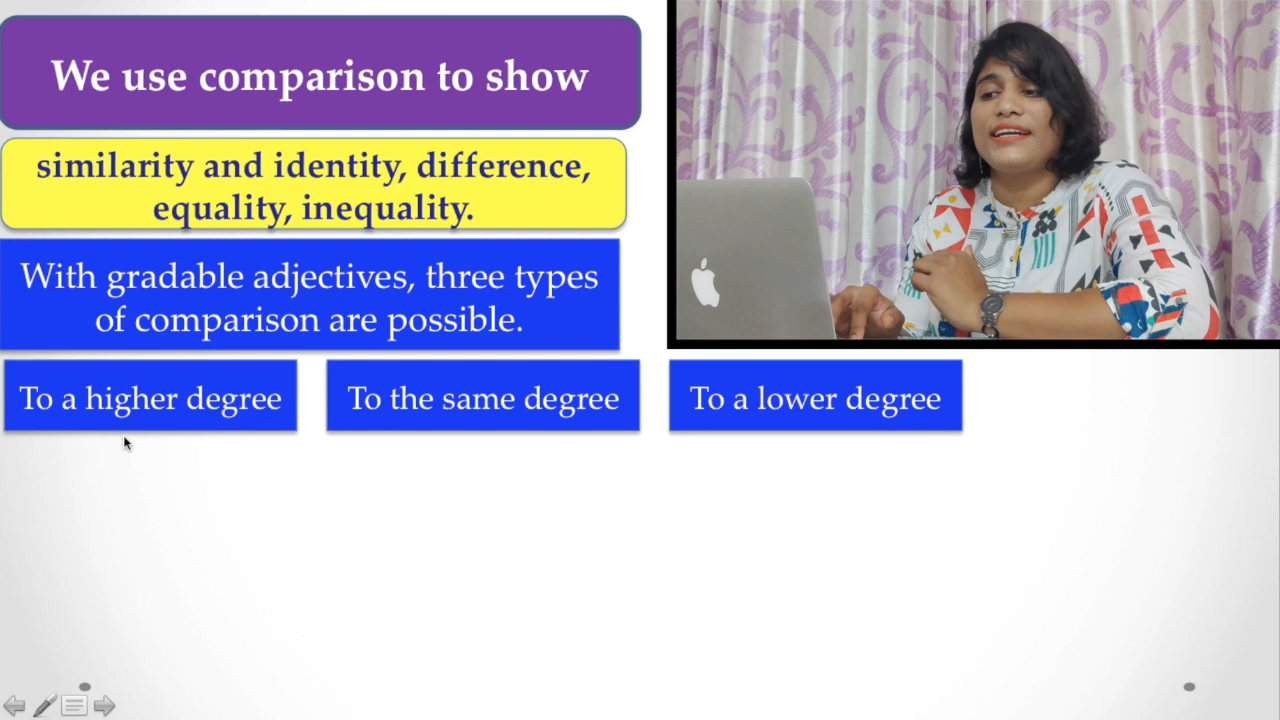 We use comparison to show
similarity and identity, difference,
equality, inequality.
With gradable adjectives, three types
of comparison are possible.
To a higher degree
To the same degree
To a lower degree